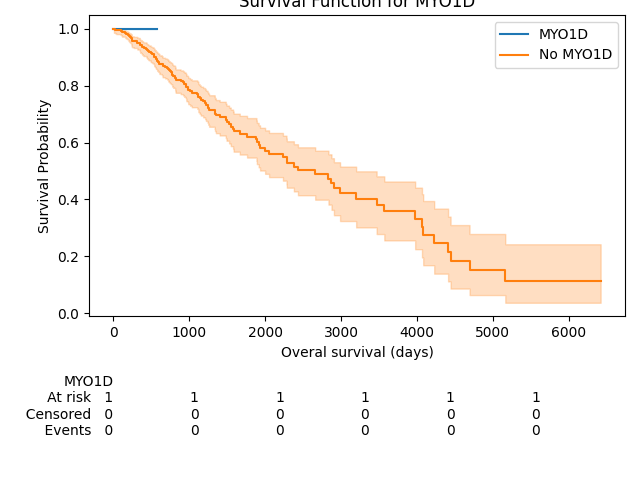 Survival Function for MYO1D
1.0
0.8
0.6
0.4
0.2
0.0
Survival Probability
MYO1D
No MYO1D
0 1000 2000 3000 4000 5000 6000
Overal survival (days)
MYO1D
At risk 1 1 1 1 1 1
Censored 0 0 0 0 0 0
Events 0 0 0 0 0 0